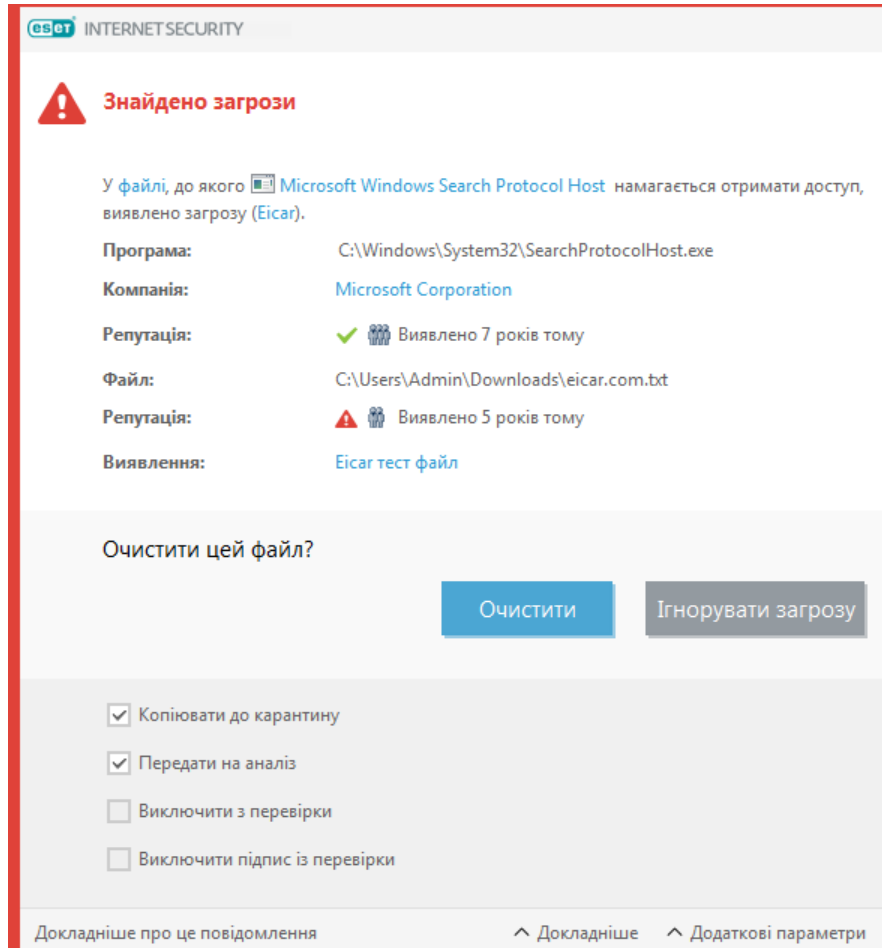 eset INTERNET SECURITY
Знайдено загрози
У файлі, до якого Microsoft Windows Search Protocol Host намагається отримати доступ,
виявлено загрозу (Eicar).
Програма: C:\Windows\System32\SearchProtocolHost.exe
Компанія: Microsoft Corporation
Репутація: Виявлено 7 років тому
Файл: C:\Users\Admin\Downloads\eicar.com.txt
Репутація: Виявлено 5 років тому
Виявлення: Eicar тест файл
Очистити цей файл?
Очистити Ігнорувати загрозу
Копіювати до карантину
Передати на аналіз
Виключити з перевірки
Виключити підпис із перевірки
Докладніше про це повідомлення Докладніше Додаткові параметри